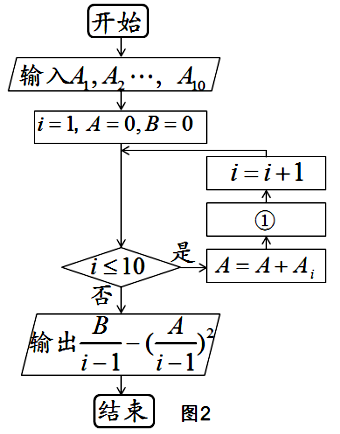 开始
输入A₁, A₂ ⋯, A₁₀
i = 1, A = 0, B = 0
i = i + 1
①
i ≤ 10
是
A = A + Aᵢ
否
输出 B/(i−1) − (A/(i−1))²
结束
图2